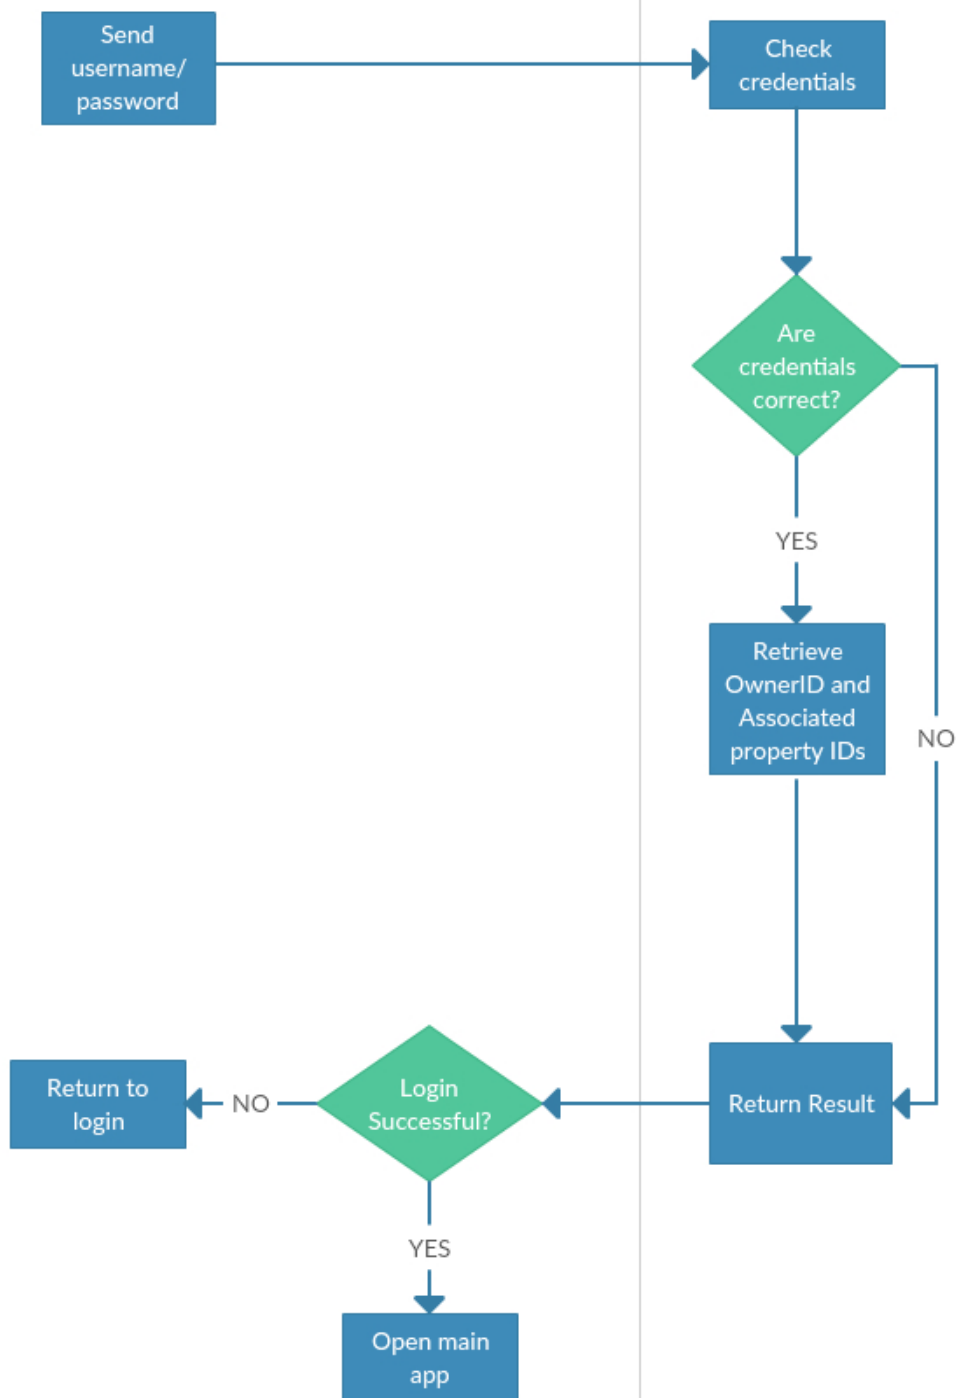 Send
username/
password
Check
credentials
Are
credentials
correct?
YES
Retrieve
OwnerID and
Associated
property IDs
NO
Return Result
Login
Successful?
NO
Return to
login
YES
Open main
app